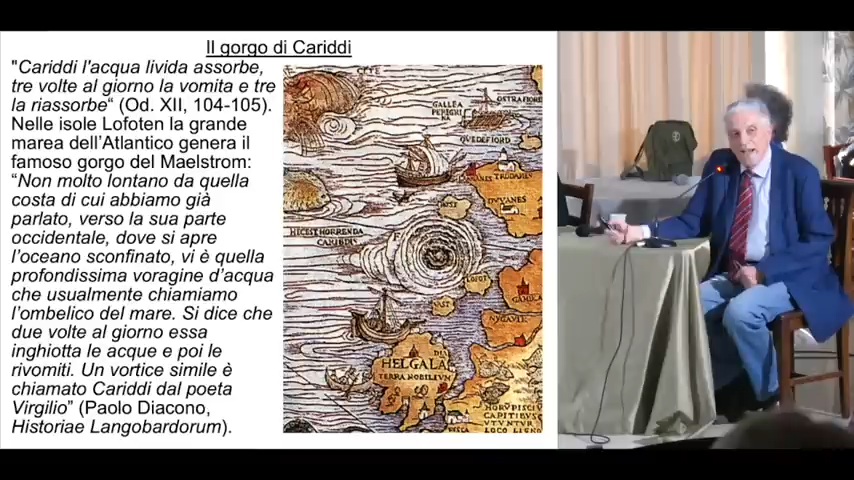 Il gorgo di Cariddi
"Cariddi l'acqua livida assorbe,
tre volte al giorno la vomita e tre
la riassorbe“ (Od. XII, 104-105).
Nelle isole Lofoten la grande
marea dell’Atlantico genera il
famoso gorgo del Maelstrom:
“Non molto lontano da quella
costa di cui abbiamo già
parlato, verso la sua parte
occidentale, dove si apre
l’oceano sconfinato, vi è quella
profondissima voragine d’acqua
che usualmente chiamiamo
l’ombelico del mare. Si dice che
due volte al giorno essa
inghiotta le acque e poi le
rivomiti. Un vortice simile è
chiamato Cariddi dal poeta
Virgilio” (Paolo Diacono,
Historiae Langobardorum).
GALLEA
PEREGRI
NA
OSTRAFIORE
HIC EST HORRENDA
CARIBDIS
LOFOT
HELGALA
TERRA NOBILIUM